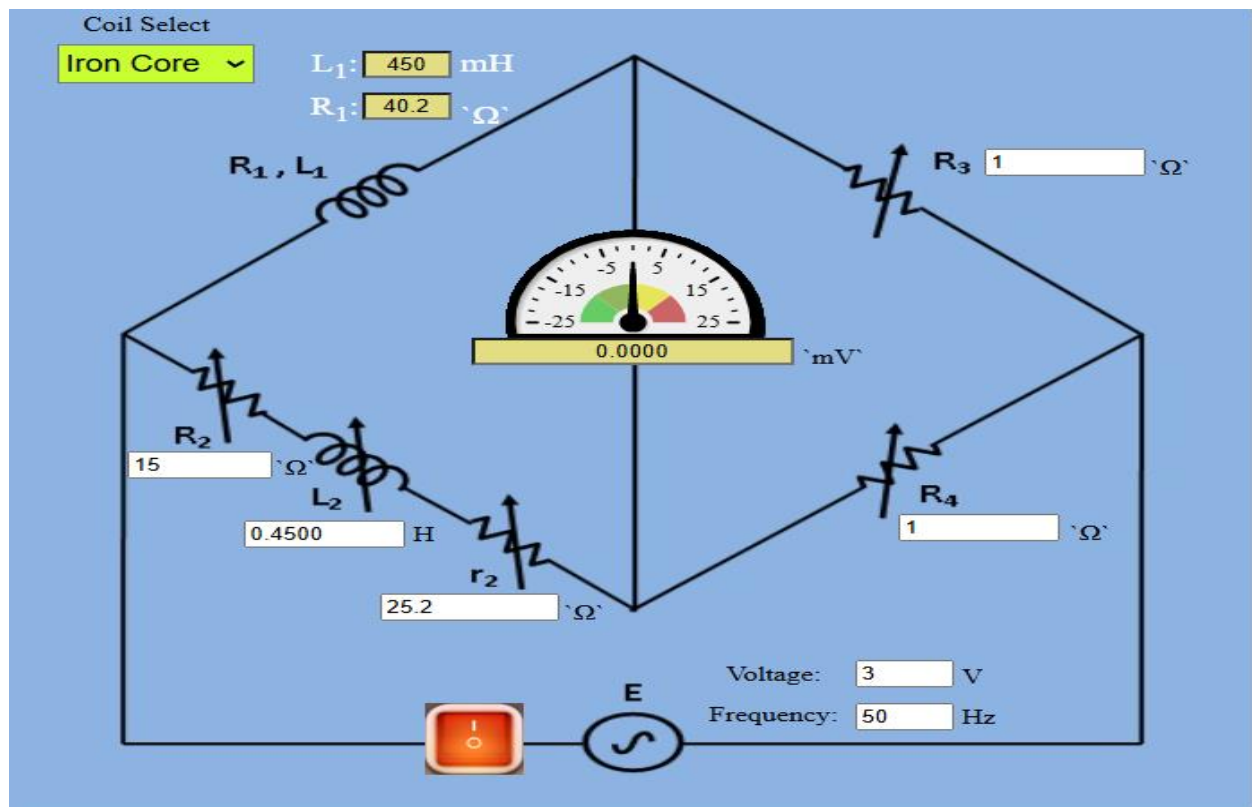 Coil Select
Iron Core
L1: 450 mH
R1: 40.2 `Ω`
R1 , L1
R3 1 `Ω`
-25 -15 -5 5 15 25
0.0000 `mV`
R2
15 `Ω`
L2
0.4500 H
r2
25.2 `Ω`
R4
1 `Ω`
Voltage: 3 V
E
Frequency: 50 Hz
I
O